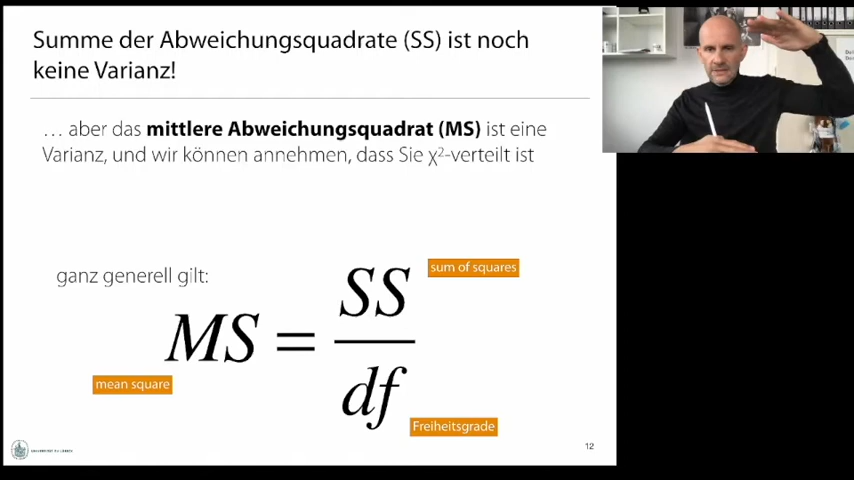 Summe der Abweichungsquadrate (SS) ist noch
keine Varianz!
… aber das mittlere Abweichungsquadrat (MS) ist eine
Varianz, und wir können annehmen, dass Sie χ²-verteilt ist
ganz generell gilt:
sum of squares
MS = SS / df
mean square
Freiheitsgrade
12